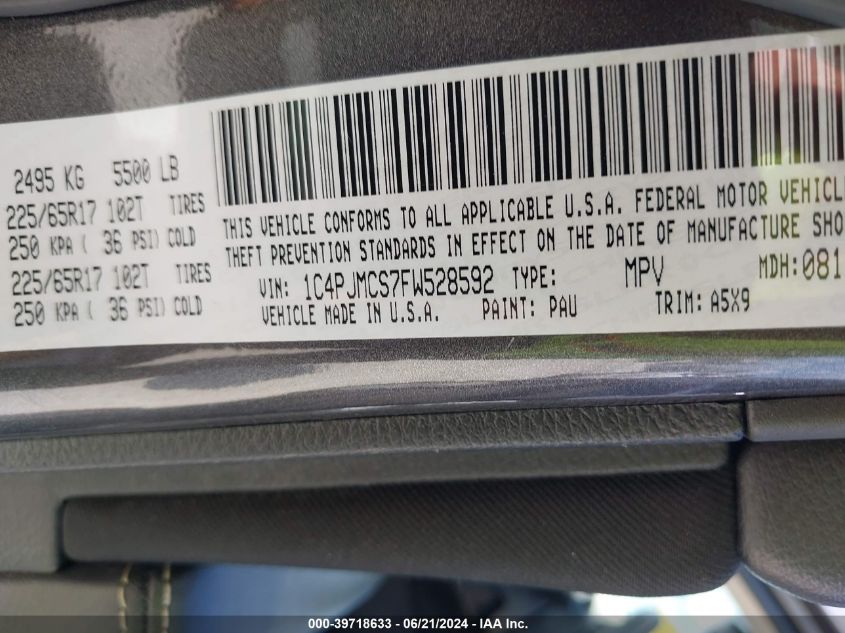 2495 KG 5500 LB
225/65R17 102T TIRES
250 KPA ( 36 PSI) COLD
225/65R17 102T TIRES
250 KPA ( 36 PSI) COLD
THIS VEHICLE CONFORMS TO ALL APPLICABLE U.S.A. FEDERAL MOTOR VEHICLE
THEFT PREVENTION STANDARDS IN EFFECT ON THE DATE OF MANUFACTURE SHO
VIN: 1C4PJMCS7FW528592 TYPE: MPV MDH: 081
VEHICLE MADE IN U.S.A. PAINT: PAU TRIM: A5X9
000-39718633 - 06/21/2024 - IAA Inc.